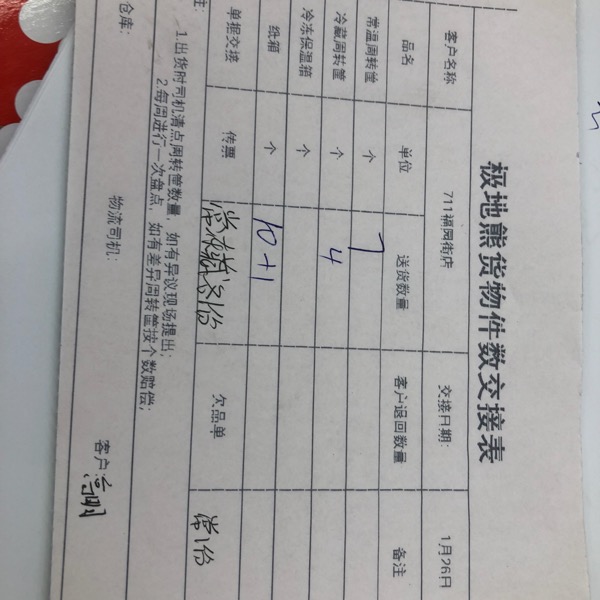 极地熊货物件数交接表
客户名称 711福园街店 交接日期: 1月26日
品名 单位 送货数量 客户退回数量 备注
常温周转筐 个 7
冷藏周转筐 个 4
冷冻保温箱 个
纸箱 个 10+1
单据交接 传票 欠品单 常1份
注:
1.出货时司机清点周转筐数量，如有异议现场提出;
2.每周进行一次盘点，如有差异周转筐按个数赔偿;
仓库: 物流司机: 客户: